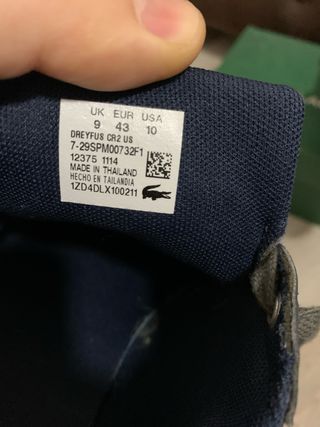 UK EUR USA
9 43 10
DREYFUS CR2 US
7-29SPM00732F1
12375 1114
MADE IN THAILAND
HECHO EN TAILANDIA
1ZD4DLX100211